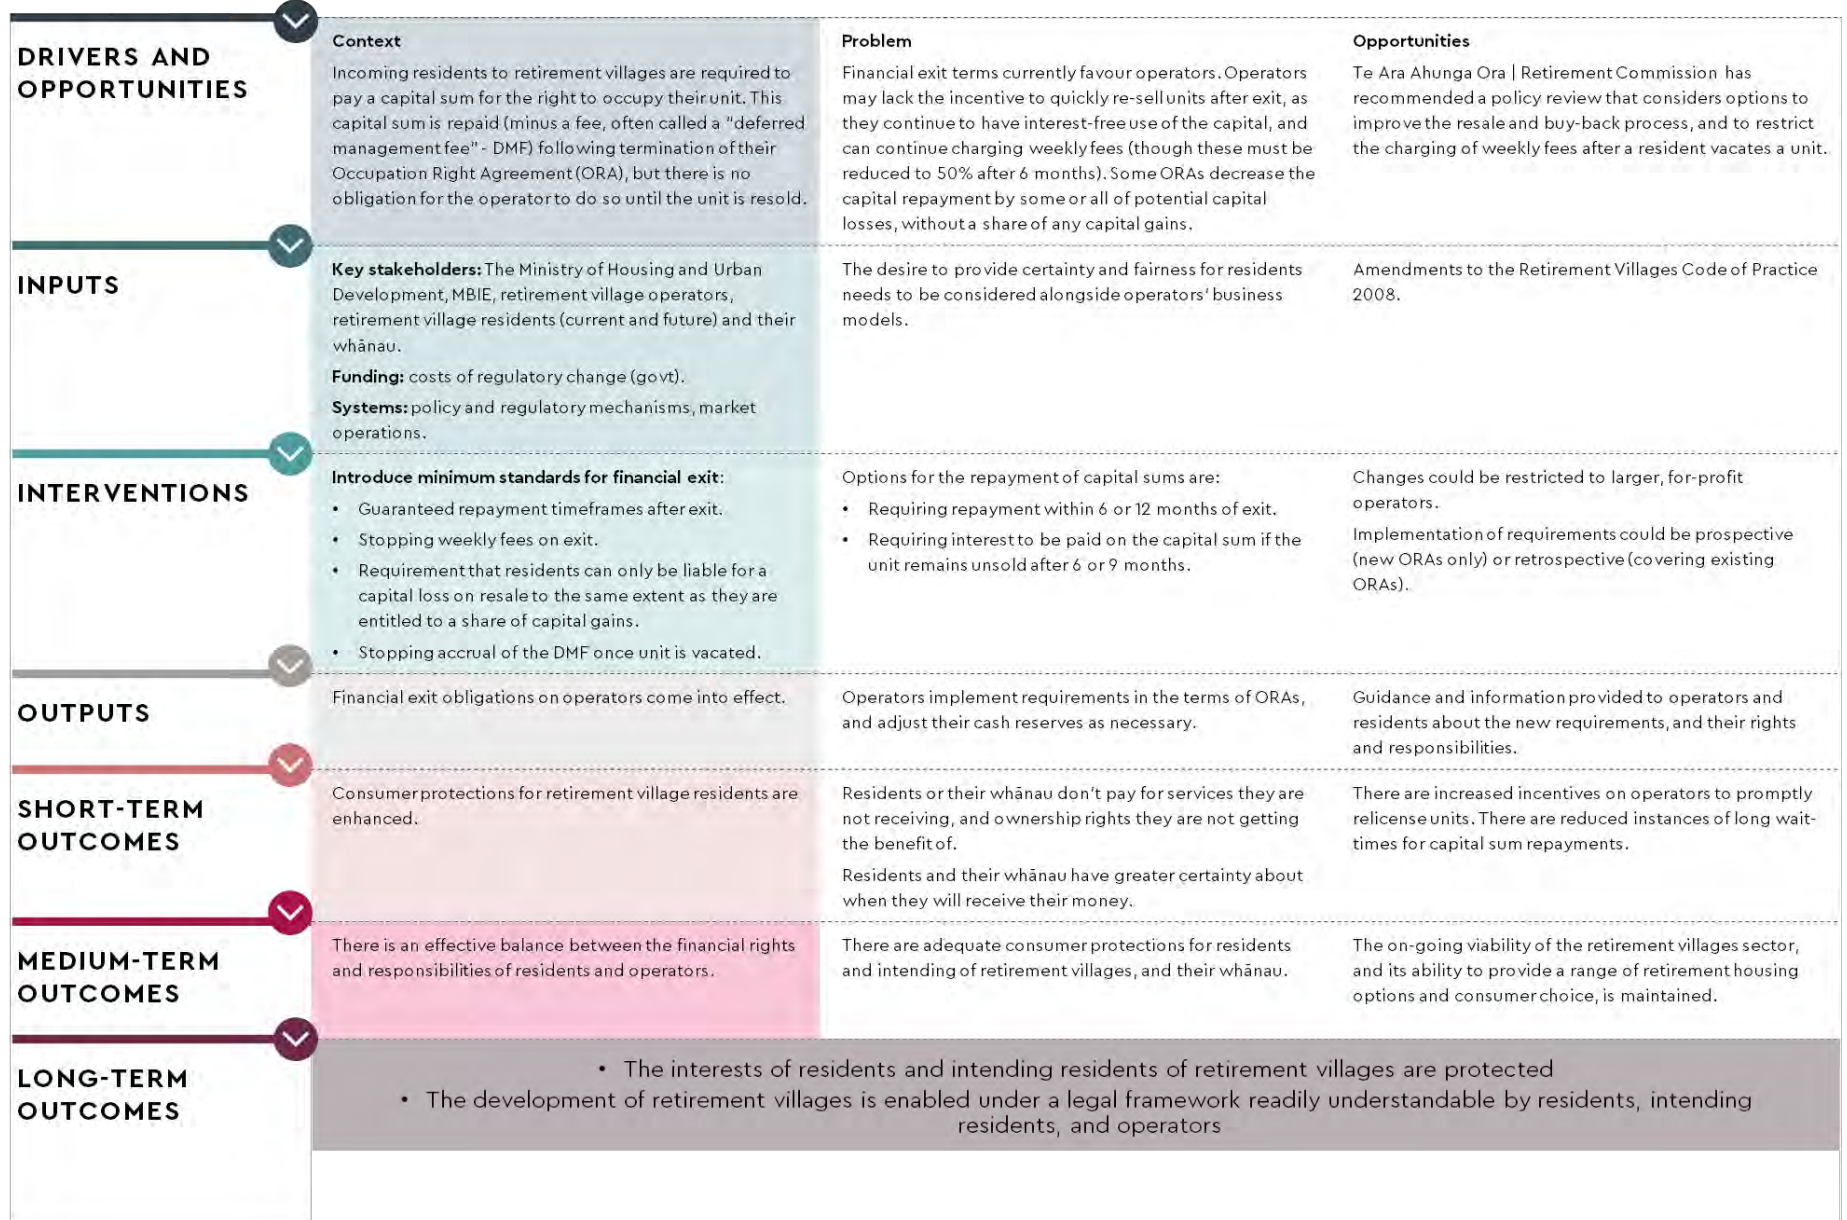 DRIVERS AND
OPPORTUNITIES
Context
Incoming residents to retirement villages are required to
pay a capital sum for the right to occupy their unit. This
capital sum is repaid (minus a fee, often called a "deferred
management fee" - DMF) following termination of their
Occupation Right Agreement (ORA), but there is no
obligation for the operator to do so until the unit is resold.
Problem
Financial exit terms currently favour operators. Operators
may lack the incentive to quickly re-sell units after exit, as
they continue to have interest-free use of the capital, and
can continue charging weekly fees (though these must be
reduced to 50% after 6 months). Some ORAs decrease the
capital repayment by some or all of potential capital
losses, without a share of any capital gains.
Opportunities
Te Ara Ahunga Ora | Retirement Commission has
recommended a policy review that considers options to
improve the resale and buy-back process, and to restrict
the charging of weekly fees after a resident vacates a unit.
INPUTS
Key stakeholders: The Ministry of Housing and Urban
Development, MBIE, retirement village operators,
retirement village residents (current and future) and their
whānau.
Funding: costs of regulatory change (govt).
Systems: policy and regulatory mechanisms, market
operations.
The desire to provide certainty and fairness for residents
needs to be considered alongside operators' business
models.
Amendments to the Retirement Villages Code of Practice
2008.
INTERVENTIONS
Introduce minimum standards for financial exit:
• Guaranteed repayment timeframes after exit.
• Stopping weekly fees on exit.
• Requirement that residents can only be liable for a
capital loss on resale to the same extent as they are
entitled to a share of capital gains.
• Stopping accrual of the DMF once unit is vacated.
Options for the repayment of capital sums are:
• Requiring repayment within 6 or 12 months of exit.
• Requiring interest to be paid on the capital sum if the
unit remains unsold after 6 or 9 months.
Changes could be restricted to larger, for-profit
operators.
Implementation of requirements could be prospective
(new ORAs only) or retrospective (covering existing
ORAs).
OUTPUTS
Financial exit obligations on operators come into effect.
Operators implement requirements in the terms of ORAs,
and adjust their cash reserves as necessary.
Guidance and information provided to operators and
residents about the new requirements, and their rights
and responsibilities.
SHORT-TERM
OUTCOMES
Consumer protections for retirement village residents are
enhanced.
Residents or their whānau don't pay for services they are
not receiving, and ownership rights they are not getting
the benefit of.
Residents and their whānau have greater certainty about
when they will receive their money.
There are increased incentives on operators to promptly
relicense units. There are reduced instances of long wait-
times for capital sum repayments.
MEDIUM-TERM
OUTCOMES
There is an effective balance between the financial rights
and responsibilities of residents and operators.
There are adequate consumer protections for residents
and intending of retirement villages, and their whānau.
The on-going viability of the retirement villages sector,
and its ability to provide a range of retirement housing
options and consumer choice, is maintained.
LONG-TERM
OUTCOMES
• The interests of residents and intending residents of retirement villages are protected
• The development of retirement villages is enabled under a legal framework readily understandable by residents, intending
residents, and operators